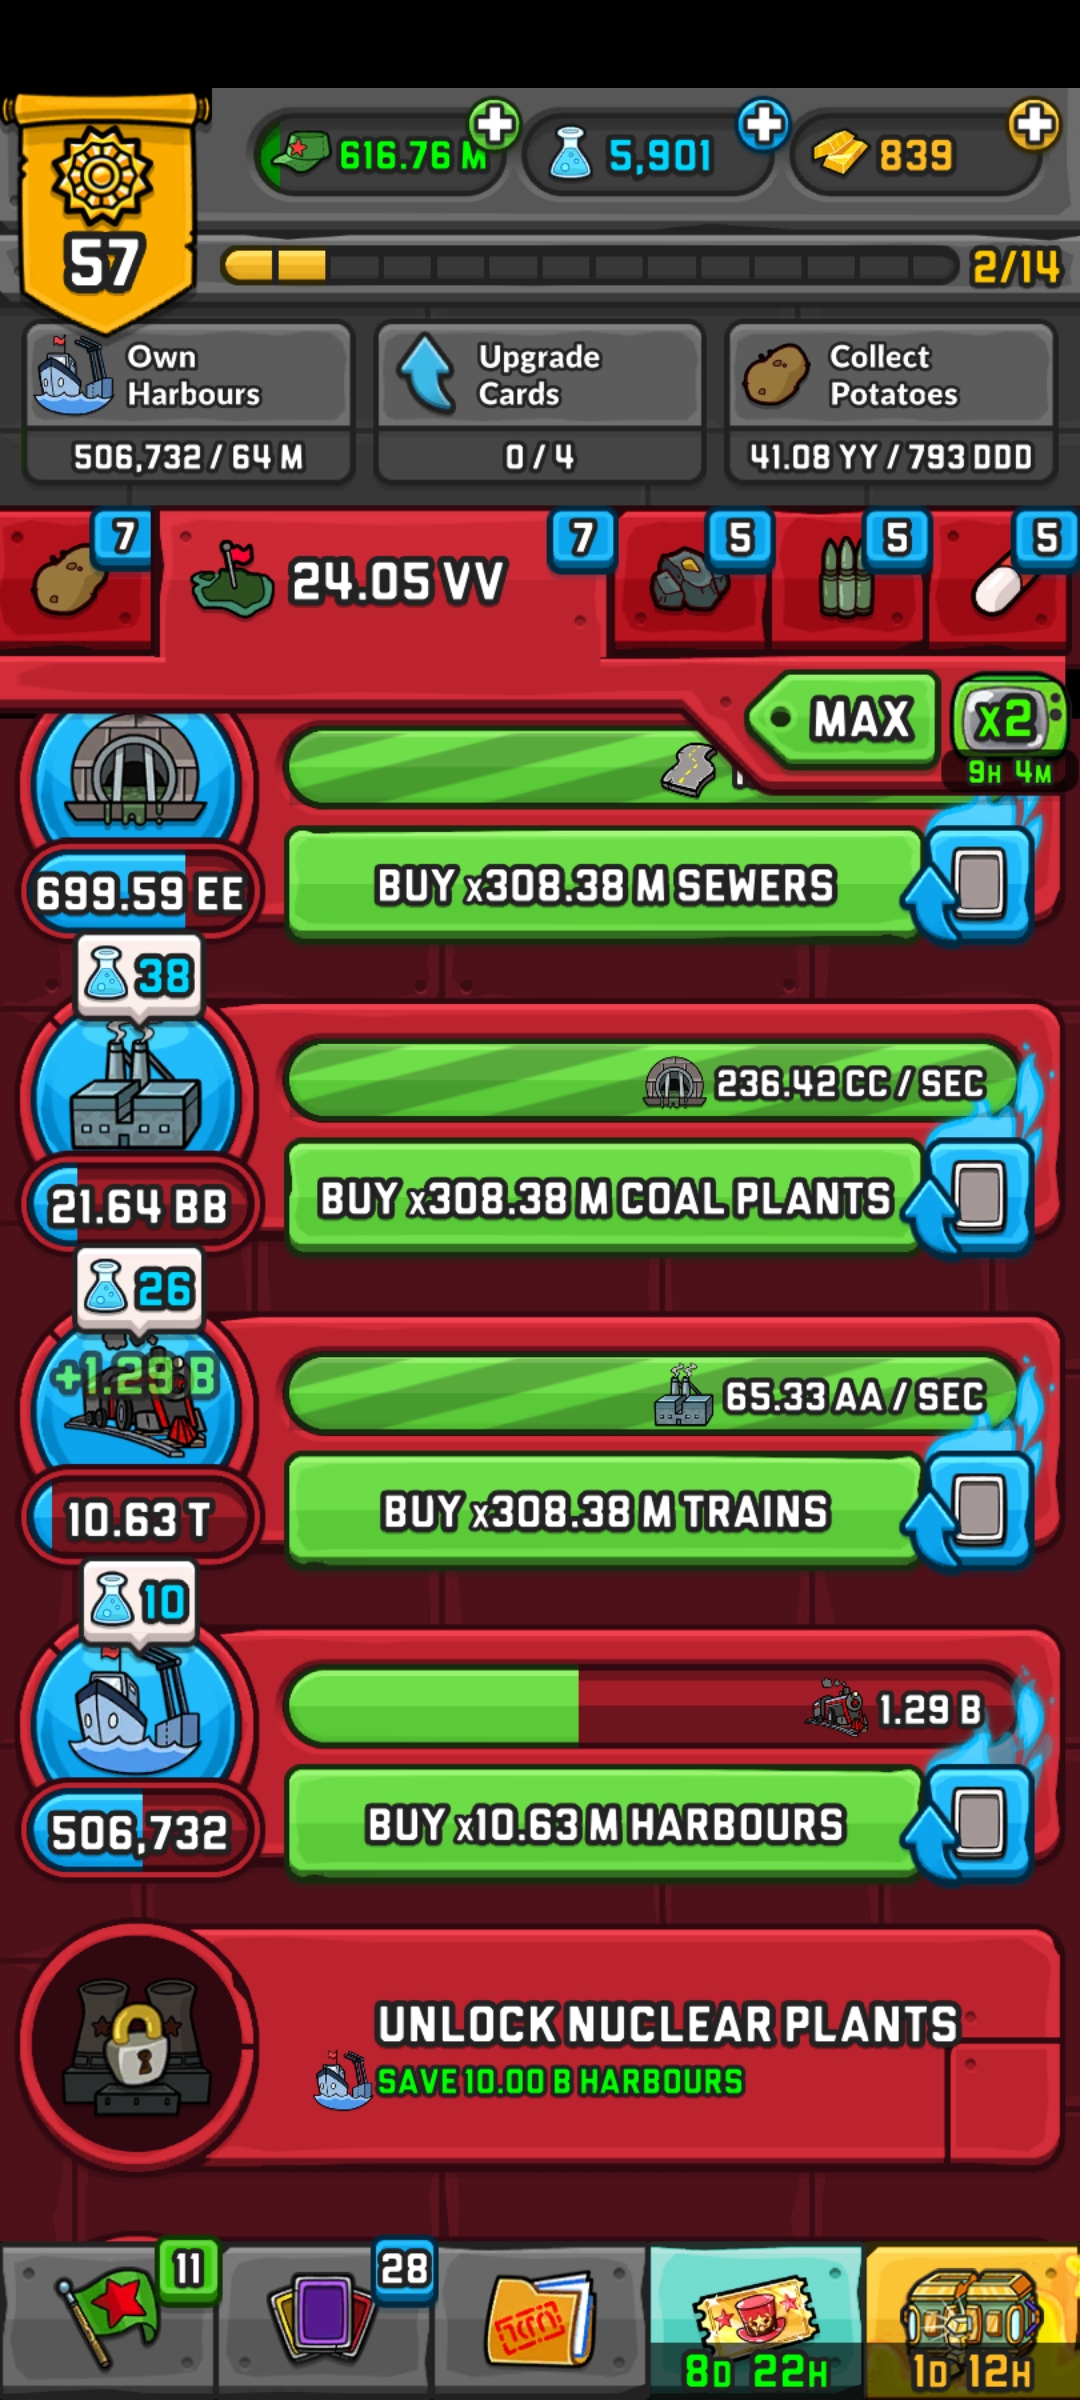 57
616.76 M
5,901
839
2/14
Own
Harbours
506,732 / 64 M
Upgrade
Cards
0 / 4
Collect
Potatoes
41.08 YY / 793 DDD
7
24.05 VV
7
5
5
5
MAX
x2
9H 4M
699.59 EE
BUY x308.38 M SEWERS
38
236.42 CC / SEC
21.64 BB
BUY x308.38 M COAL PLANTS
26
+1.29 B
65.33 AA / SEC
10.63 T
BUY x308.38 M TRAINS
10
1.29 B
506,732
BUY x10.63 M HARBOURS
UNLOCK NUCLEAR PLANTS
SAVE 10.00 B HARBOURS
11
28
8D 22H
1D 12H